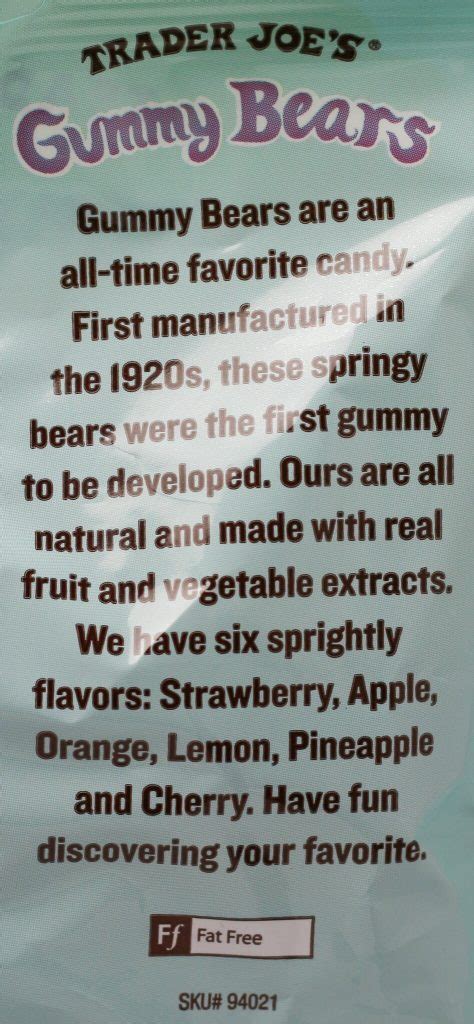 TRADER JOE'S®
Gummy Bears
Gummy Bears are an
all-time favorite candy.
First manufactured in
the 1920s, these springy
bears were the first gummy
to be developed. Ours are all
natural and made with real
fruit and vegetable extracts.
We have six sprightly
flavors: Strawberry, Apple,
Orange, Lemon, Pineapple
and Cherry. Have fun
discovering your favorite.
Ff Fat Free
SKU# 94021